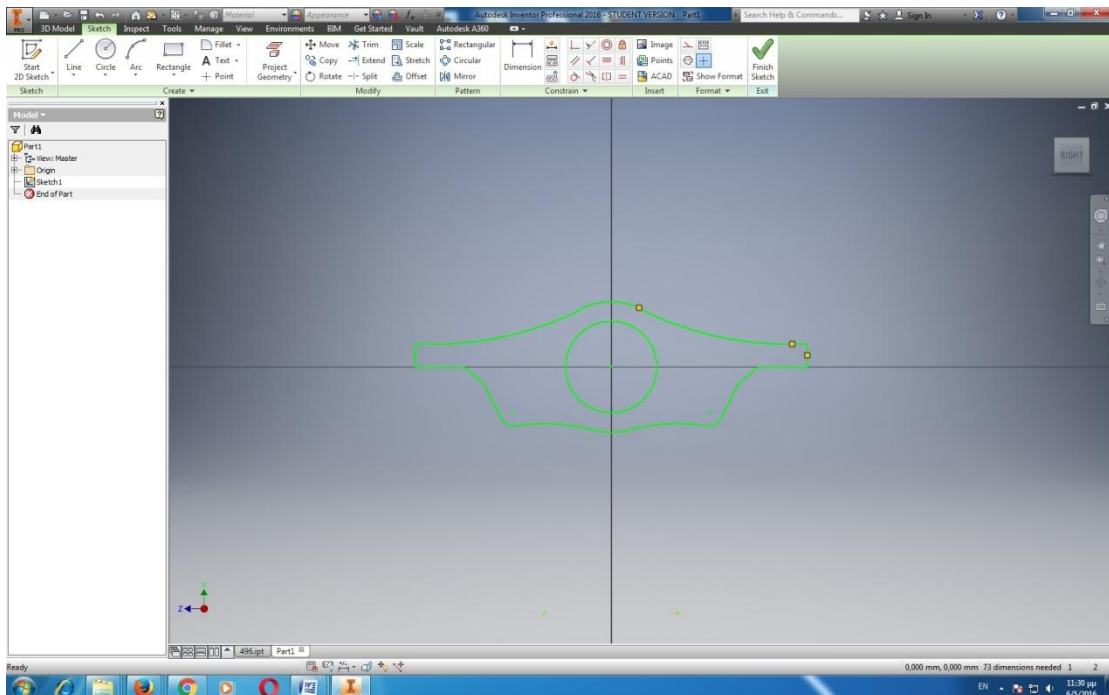 Material Appearance Autodesk Inventor Professional 2016 - STUDENT VERSION Part1 Search Help & Commands... Sign In
PRO 3D Model Sketch Inspect Tools Manage View Environments BIM Get Started Vault Autodesk A360
Start 2D Sketch Line Circle Arc Rectangle Fillet Text Point Project Geometry Move Copy Rotate Trim Extend Split Scale Stretch Offset Rectangular Circular Mirror Dimension Image Points ACAD Show Format Finish Sketch
Sketch Create Modify Pattern Constrain Insert Format Exit
Model
Part1
View: Master
Origin
Sketch1
End of Part
RIGHT
Y
Z
496.ipt Part1
Ready 0,000 mm, 0,000 mm 73 dimensions needed 1 2
EN 11:30 μμ
6/5/2016